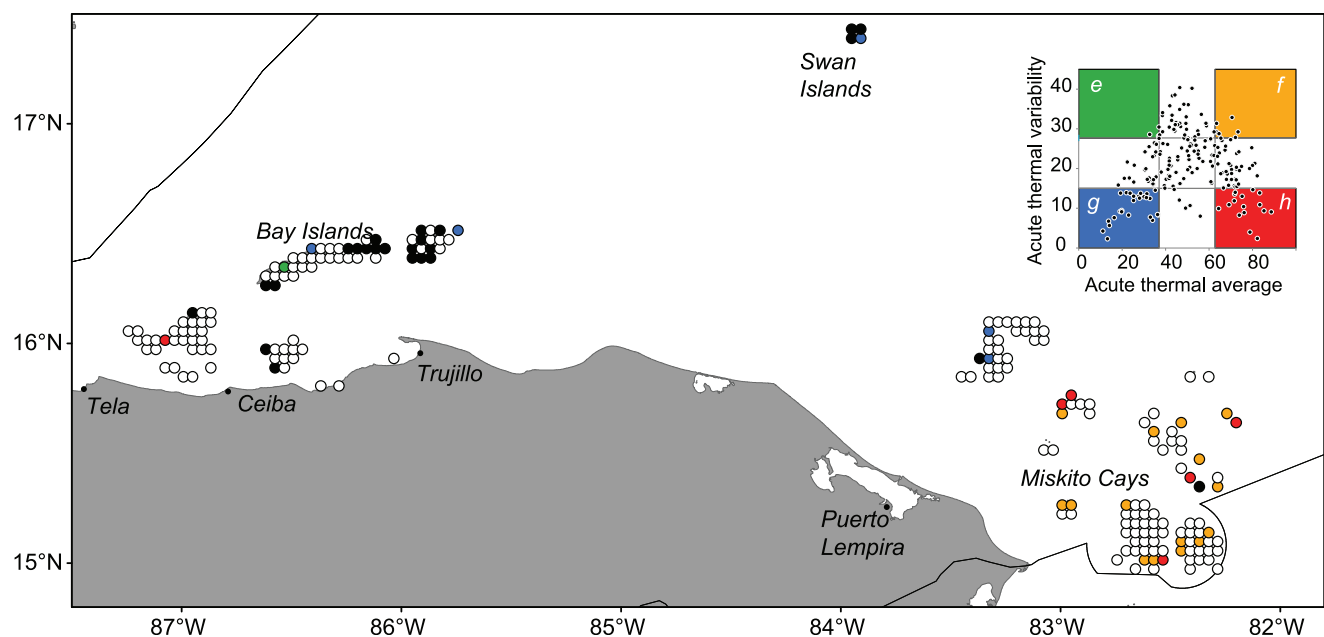 Swan
Islands
Bay Islands
Trujillo
Tela
Ceiba
Miskito Cays
Puerto
Lempira
17°N
16°N
15°N
87°W
86°W
85°W
84°W
83°W
82°W
Acute thermal variability
40
30
20
10
0
e
f
g
h
0
20
40
60
80
Acute thermal average